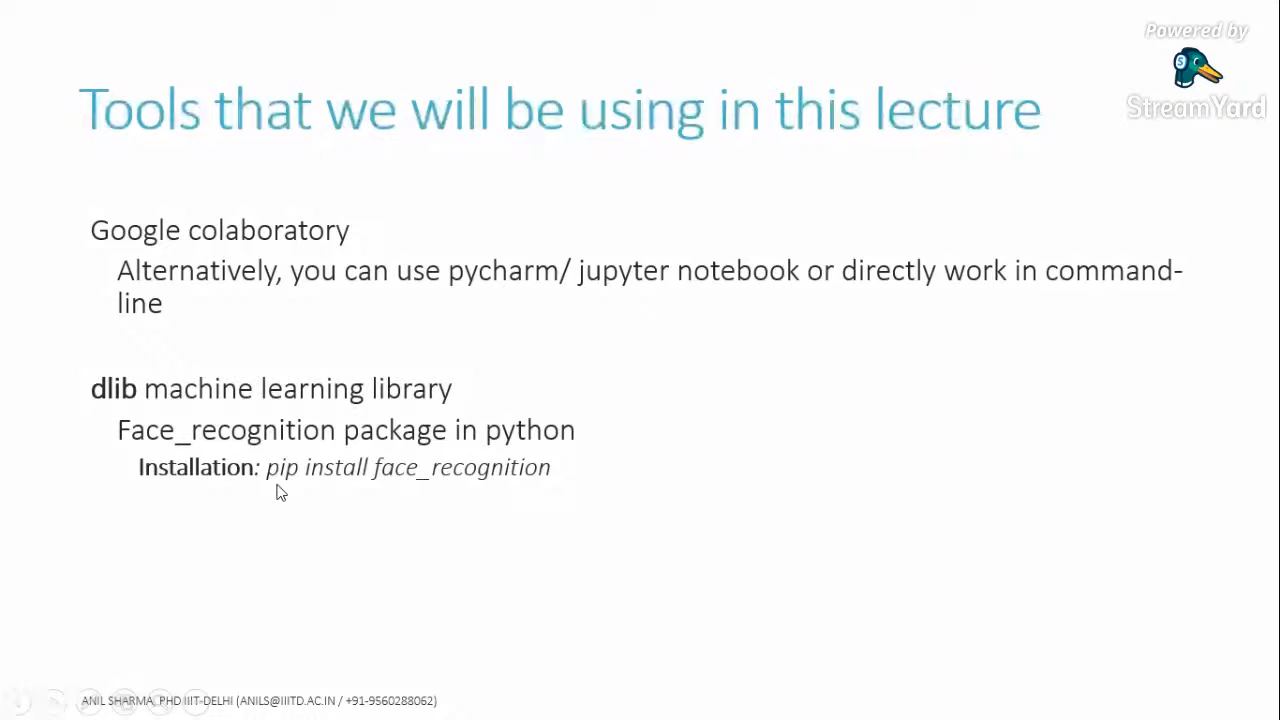 Powered by
StreamYard
Tools that we will be using in this lecture
Google colaboratory
Alternatively, you can use pycharm/ jupyter notebook or directly work in command-
line
dlib machine learning library
Face_recognition package in python
Installation: pip install face_recognition
ANIL SHARMA, PHD IIIT-DELHI (ANILS@IIITD.AC.IN / +91-9560288062)